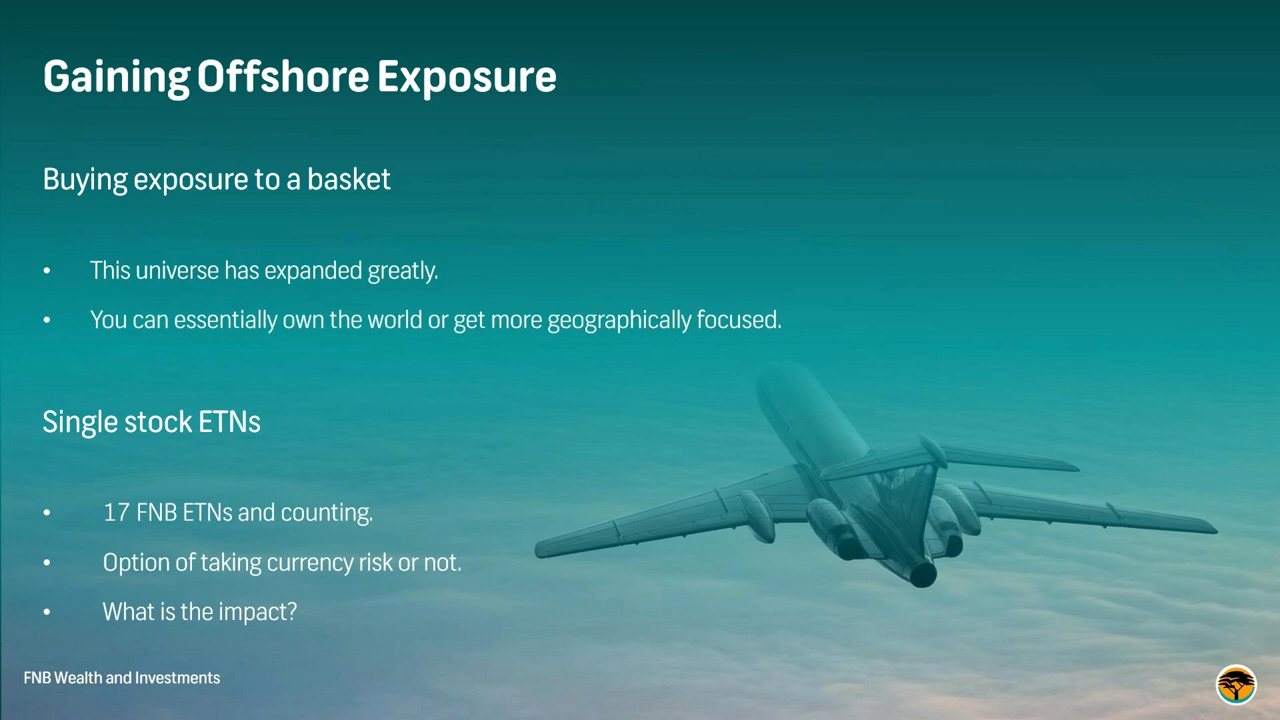 Gaining Offshore Exposure
Buying exposure to a basket
• This universe has expanded greatly.
• You can essentially own the world or get more geographically focused.
Single stock ETNs
• 17 FNB ETNs and counting.
• Option of taking currency risk or not.
• What is the impact?
FNB Wealth and Investments